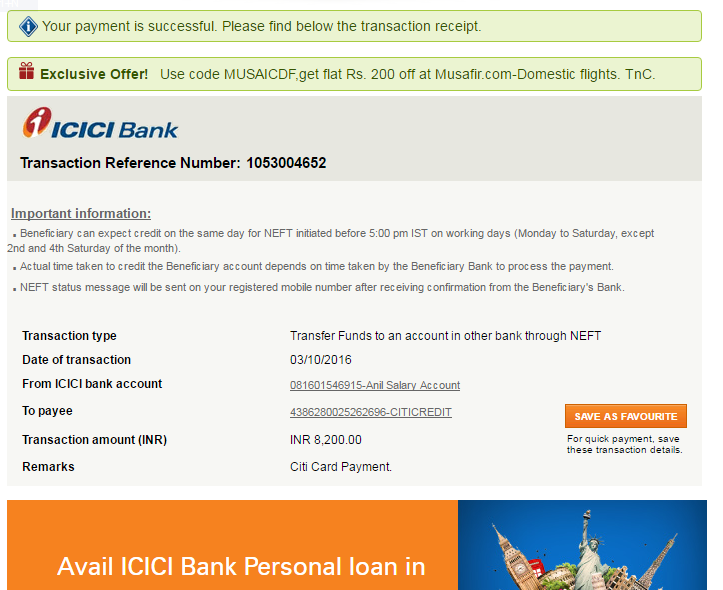 Your payment is successful. Please find below the transaction receipt.
Exclusive Offer! Use code MUSAICDF,get flat Rs. 200 off at Musafir.com-Domestic flights. TnC.
ICICI Bank
Transaction Reference Number: 1053004652
Important information:
Beneficiary can expect credit on the same day for NEFT initiated before 5:00 pm IST on working days (Monday to Saturday, except
2nd and 4th Saturday of the month).
Actual time taken to credit the Beneficiary account depends on time taken by the Beneficiary Bank to process the payment.
NEFT status message will be sent on your registered mobile number after receiving confirmation from the Beneficiary's Bank.
Transaction type Transfer Funds to an account in other bank through NEFT
Date of transaction 03/10/2016
From ICICI bank account 081601546915-Anil Salary Account
To payee 4386280025262696-CITICREDIT
SAVE AS FAVOURITE
Transaction amount (INR) INR 8,200.00
For quick payment, save
these transaction details.
Remarks Citi Card Payment.
Avail ICICI Bank Personal loan in